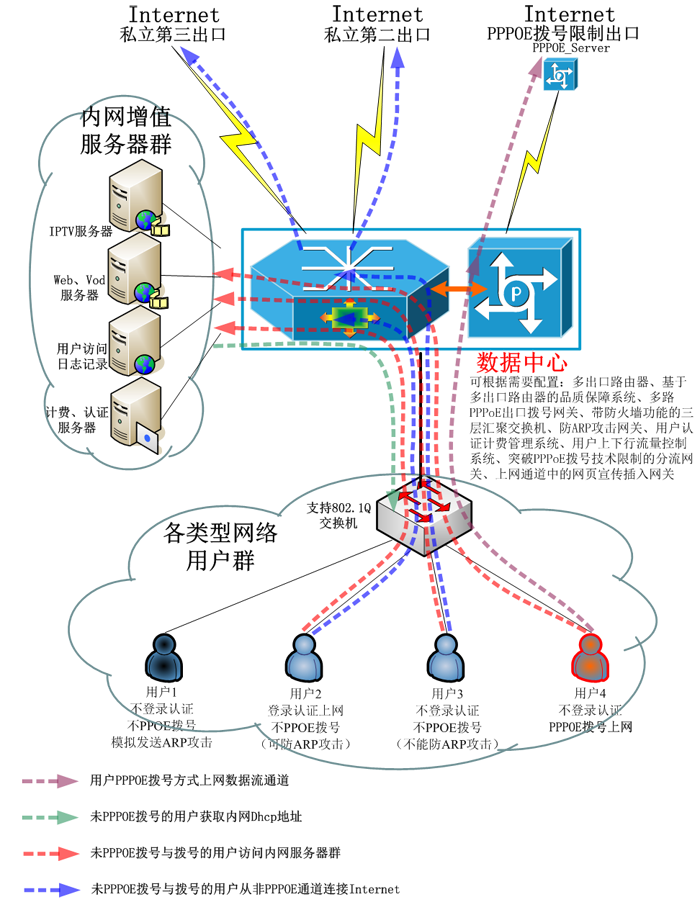 Internet
私立第三出口
Internet
私立第二出口
Internet
PPPOE拨号限制出口
PPPOE_Server
内网增值
服务器群
IPTV服务器
Web、Vod
服务器
用户访问
日志记录
计费、认证
服务器
P
数据中心
可根据需要配置：多出口路由器、基于
多出口路由器的品质保障系统、多路
PPPoE出口拨号网关、带防火墙功能的三
层汇聚交换机、防ARP攻击网关、用户认
证计费管理系统、用户上下行流量控制
系统、突破PPPoE拨号技术限制的分流网
关、上网通道中的网页宣传插入网关
支持802.1Q
交换机
各类型网络
用户群
用户1
不登录认证
不PPOE拨号
模拟发送ARP攻击
用户2
登录认证上网
不PPOE拨号
（可防ARP攻击）
用户3
不登录认证
不PPOE拨号
（不能防ARP攻击）
用户4
不登录认证
PPPOE拨号上网
用户PPPOE拨号方式上网数据流通道
未PPPOE拨号的用户获取内网Dhcp地址
未PPPOE拨号与拨号的用户访问内网服务器群
未PPPOE拨号与拨号的用户从非PPPOE通道连接Internet